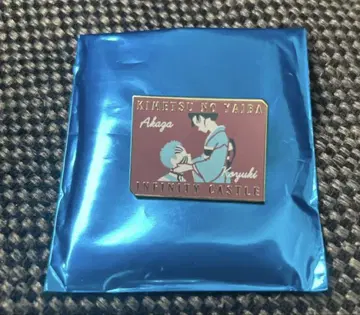 KIMETSU NO YAIBA
Akaza
Koyuki
INFINITY CASTLE